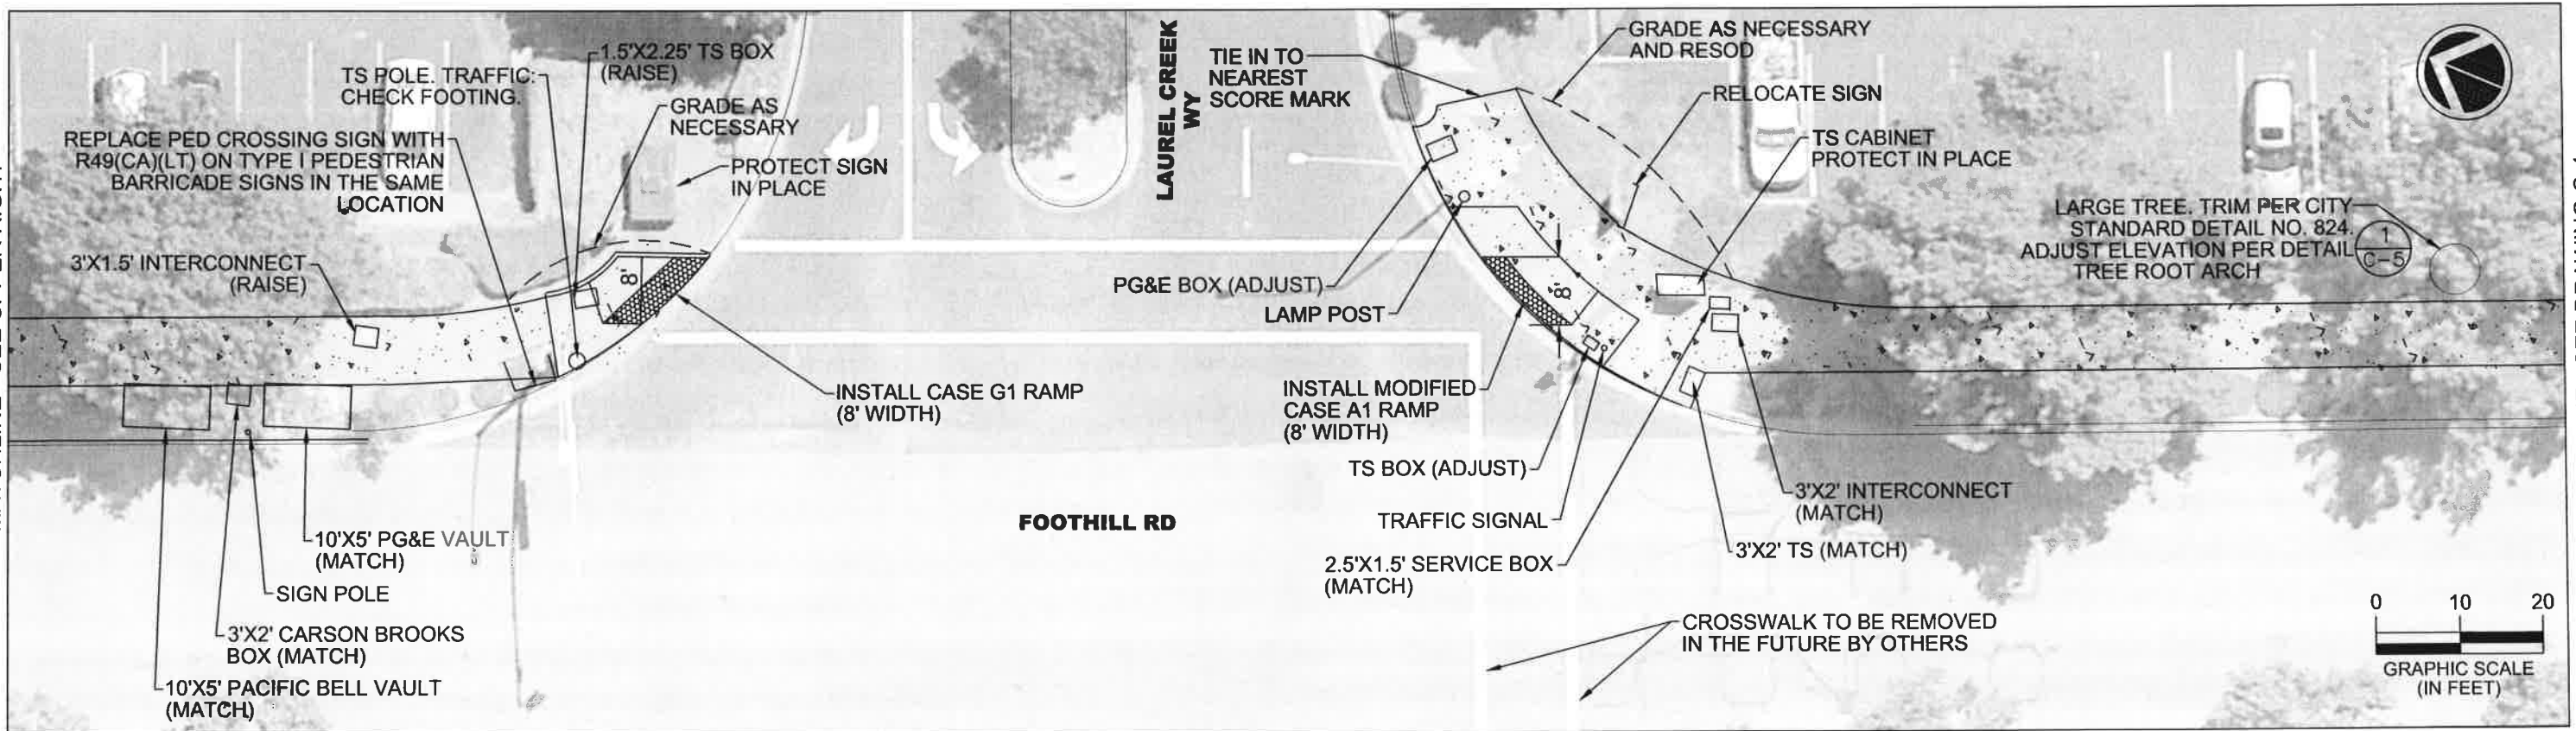 TS POLE. TRAFFIC:
CHECK FOOTING.
1.5'X2.25' TS BOX
(RAISE)
GRADE AS
NECESSARY
REPLACE PED CROSSING SIGN WITH
R49(CA)(LT) ON TYPE I PEDESTRIAN
BARRICADE SIGNS IN THE SAME
LOCATION
PROTECT SIGN
IN PLACE
3'X1.5' INTERCONNECT
(RAISE)
8'
INSTALL CASE G1 RAMP
(8' WIDTH)
10'X5' PG&E VAULT
(MATCH)
SIGN POLE
3'X2' CARSON BROOKS
BOX (MATCH)
10'X5' PACIFIC BELL VAULT
(MATCH)
LAUREL CREEK
WY
FOOTHILL RD
TIE IN TO
NEAREST
SCORE MARK
GRADE AS NECESSARY
AND RESOD
RELOCATE SIGN
TS CABINET
PROTECT IN PLACE
LARGE TREE. TRIM PER CITY
STANDARD DETAIL NO. 824.
ADJUST ELEVATION PER DETAIL
TREE ROOT ARCH
1
C-5
PG&E BOX (ADJUST)
LAMP POST
8'
INSTALL MODIFIED
CASE A1 RAMP
(8' WIDTH)
TS BOX (ADJUST)
TRAFFIC SIGNAL
2.5'X1.5' SERVICE BOX
(MATCH)
3'X2' INTERCONNECT
(MATCH)
3'X2' TS (MATCH)
CROSSWALK TO BE REMOVED
IN THE FUTURE BY OTHERS
0 10 20
GRAPHIC SCALE
(IN FEET)